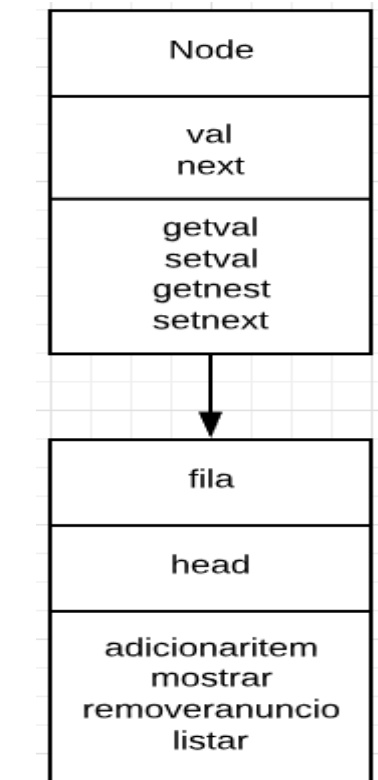 Node
val
next
getval
setval
getnest
setnext
fila
head
adicionaritem
mostrar
removeranuncio
listar